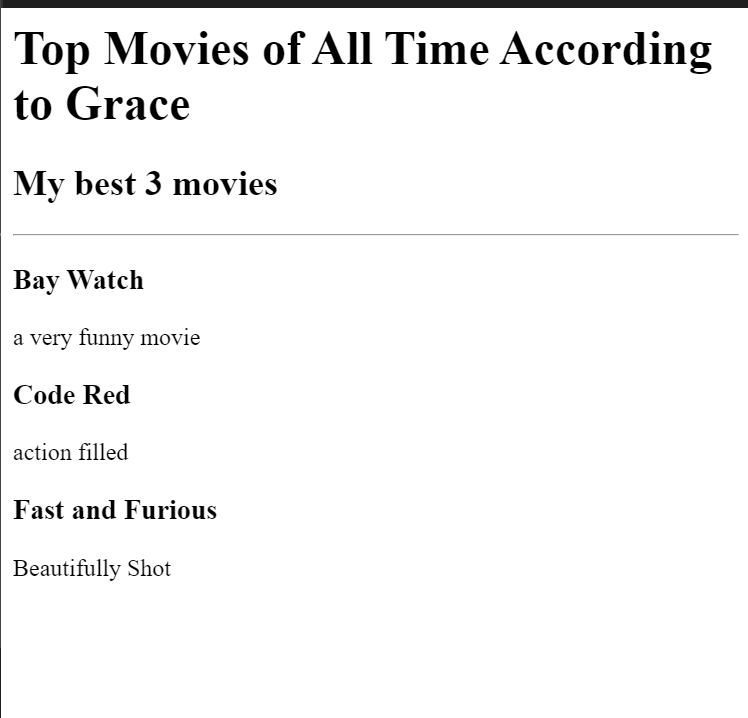 Top Movies of All Time According
to Grace
My best 3 movies
Bay Watch
a very funny movie
Code Red
action filled
Fast and Furious
Beautifully Shot